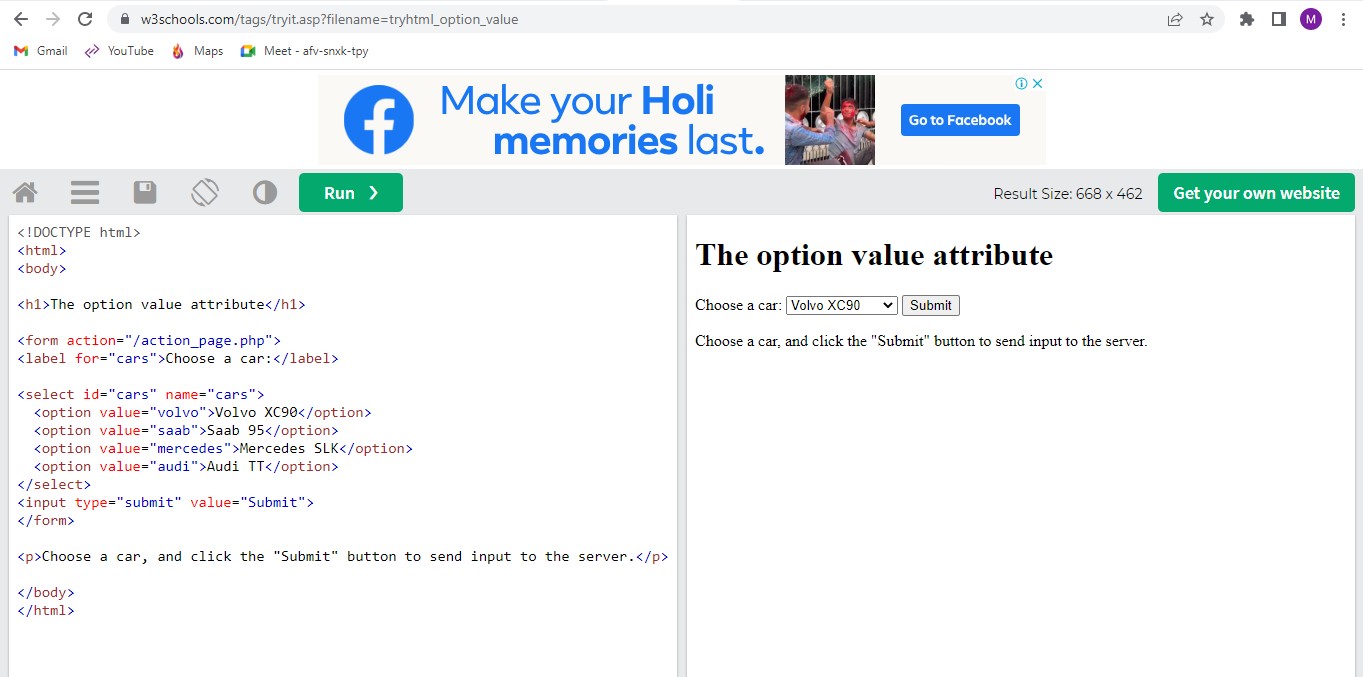 w3schools.com/tags/tryit.asp?filename=tryhtml_option_value
M
Gmail YouTube Maps Meet - afv-snxk-tpy
Make your Holi
memories last.
Go to Facebook
Run ❯
Result Size: 668 x 462
Get your own website
<!DOCTYPE html>
<html>
<body>
<h1>The option value attribute</h1>
<form action="/action_page.php">
<label for="cars">Choose a car:</label>
<select id="cars" name="cars">
  <option value="volvo">Volvo XC90</option>
  <option value="saab">Saab 95</option>
  <option value="mercedes">Mercedes SLK</option>
  <option value="audi">Audi TT</option>
</select>
<input type="submit" value="Submit">
</form>
<p>Choose a car, and click the "Submit" button to send input to the server.</p>
</body>
</html>
The option value attribute
Choose a car: Volvo XC90 Submit
Choose a car, and click the "Submit" button to send input to the server.